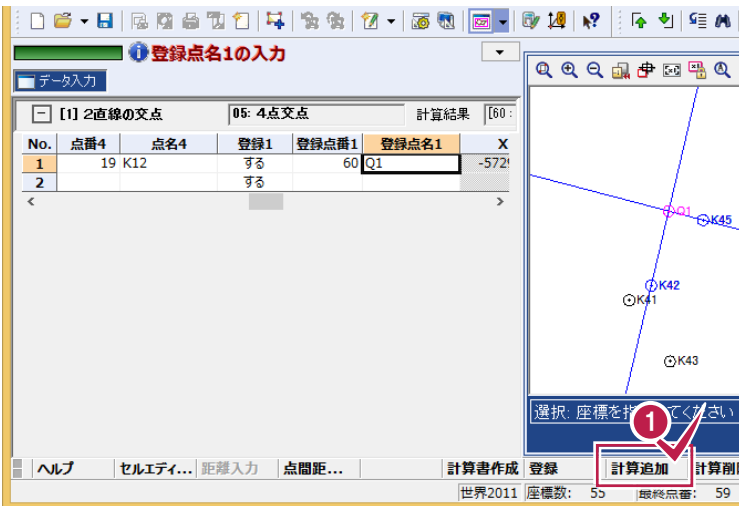 登録点名1の入力
データ入力
[1] 2直線の交点 05: 4点交点 計算結果 [60:
No. 点番4 点名4 登録1 登録点番1 登録点名1 X
1 19 K12 する 60 Q1 -572
2 する
Q1
K45
K42
K41
K43
選択: 座標を ください
1
ヘルプ セルエディ... 距離入力 点間距... 計算書作成 登録 計算追加 計算削
世界2011 座標数: 55 最終点番: 59